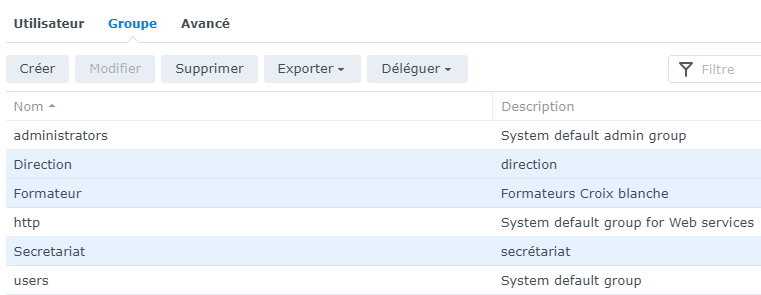 Utilisateur Groupe Avancé
Créer Modifier Supprimer Exporter Déléguer Filtre
Nom Description
administrators System default admin group
Direction direction
Formateur Formateurs Croix blanche
http System default group for Web services
Secretariat secrétariat
users System default group